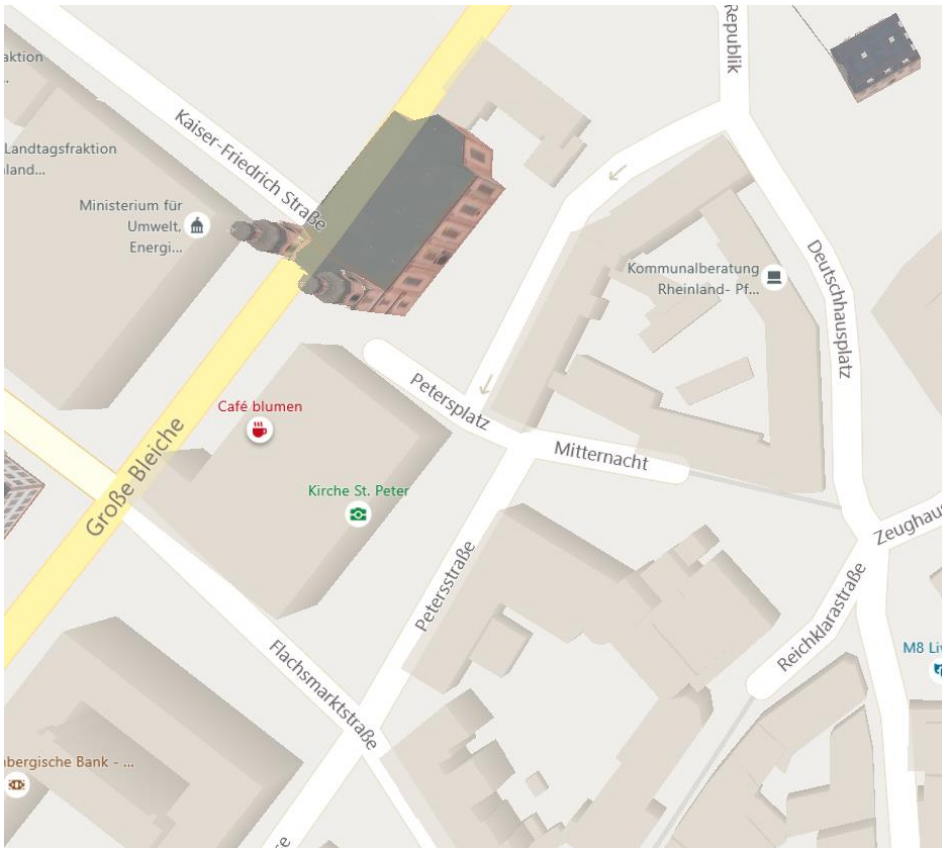 Republik
aktion
..
Kaiser-Friedrich Straße
Landtagsfraktion
land...
Ministerium für
Umwelt,
Energi...
Kommunalberatung
Rheinland- Pf...
Deutschhausplatz
Petersplatz
Café blumen
Große Bleiche
Mitternacht
Kirche St. Peter
Zeughau
Petersstraße
Reichklarastraße
Flachsmarktstraße
M8 Liv
nbergische Bank - ...